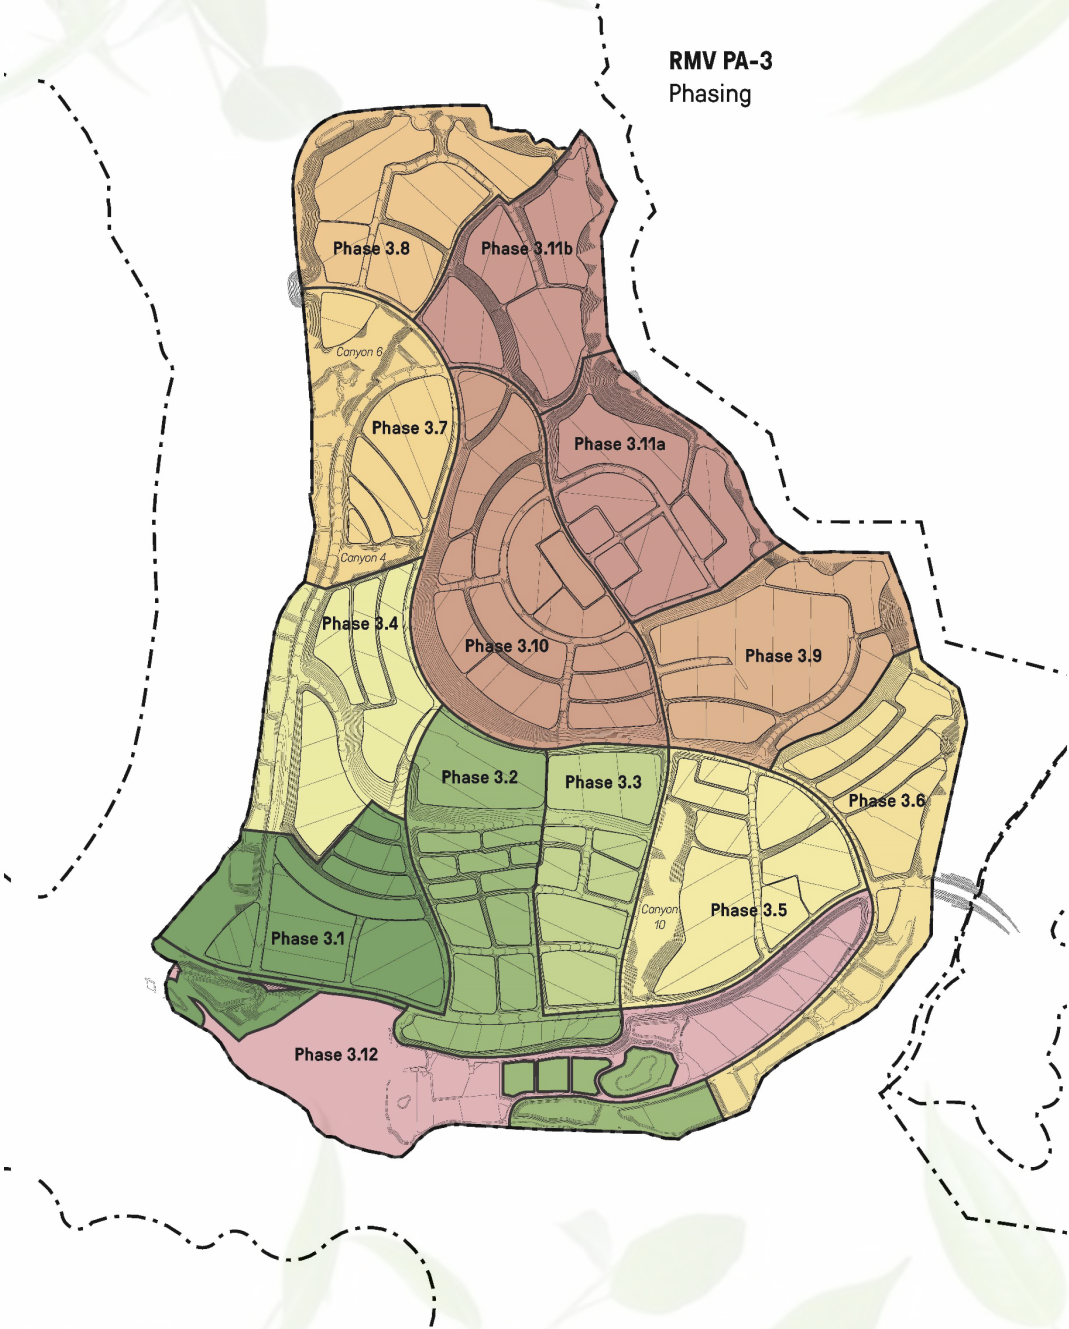 RMV PA-3
Phasing
Phase 3.8
Phase 3.11b
Canyon 6
Phase 3.7
Phase 3.11a
Canyon 4
Phase 3.4
Phase 3.10
Phase 3.9
Phase 3.2
Phase 3.3
Phase 3.6
Canyon
10
Phase 3.5
Phase 3.1
Phase 3.12